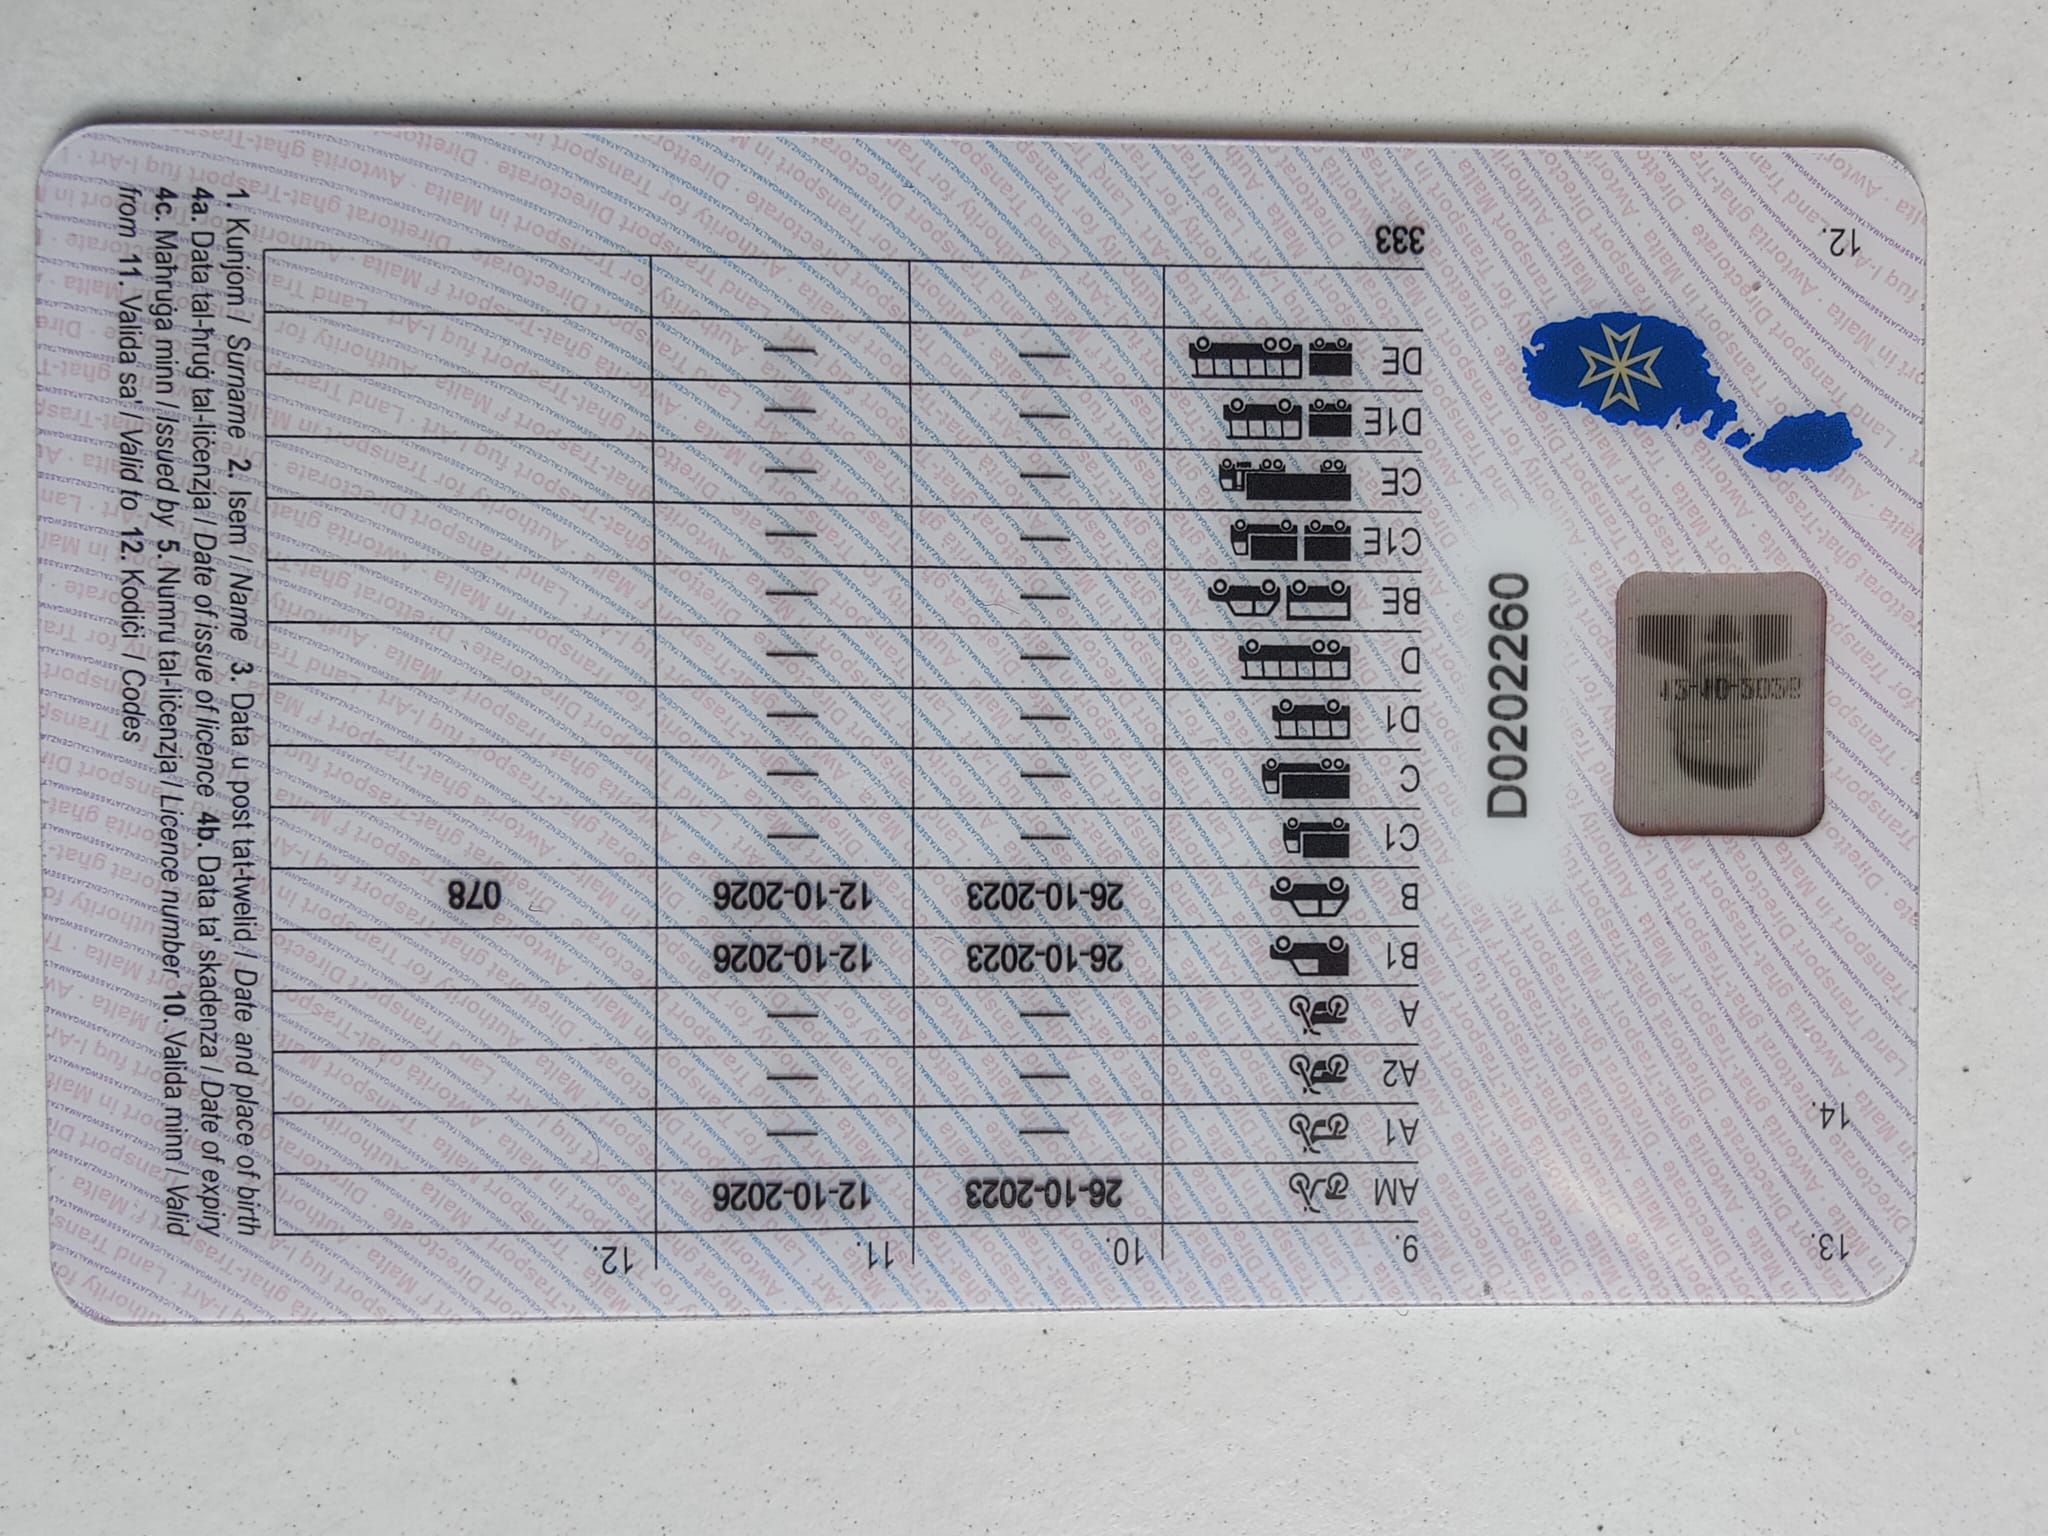 13.
14.
12-10-2026
D0202260
12.
9. 10. 11. 12.
AM 26-10-2023 12-10-2026
A1 — —
A2 — —
A — —
B1 26-10-2023 12-10-2026
B 26-10-2023 12-10-2026 078
C1 — —
C — —
D1 — —
D — —
BE — —
C1E — —
CE — —
D1E — —
DE — —
333
1. Kunjom / Surname 2. Isem / Name 3. Data u post tat-twelid / Date and place of birth
4a. Data tal-ħruġ tal-liċenzja / Date of issue of licence 4b. Data ta' skadenza / Date of expiry
4c. Maħruġa minn / Issued by 5. Numru tal-liċenzja / Licence number 10. Valida minn / Valid
from 11. Valida sa' / Valid to 12. Kodiċi / Codes
Awtorità għat-Trasport f' Malta · Authority for Transport in Malta · Direttorat għat-Trasport fuq l-Art · Land Transport Directorate